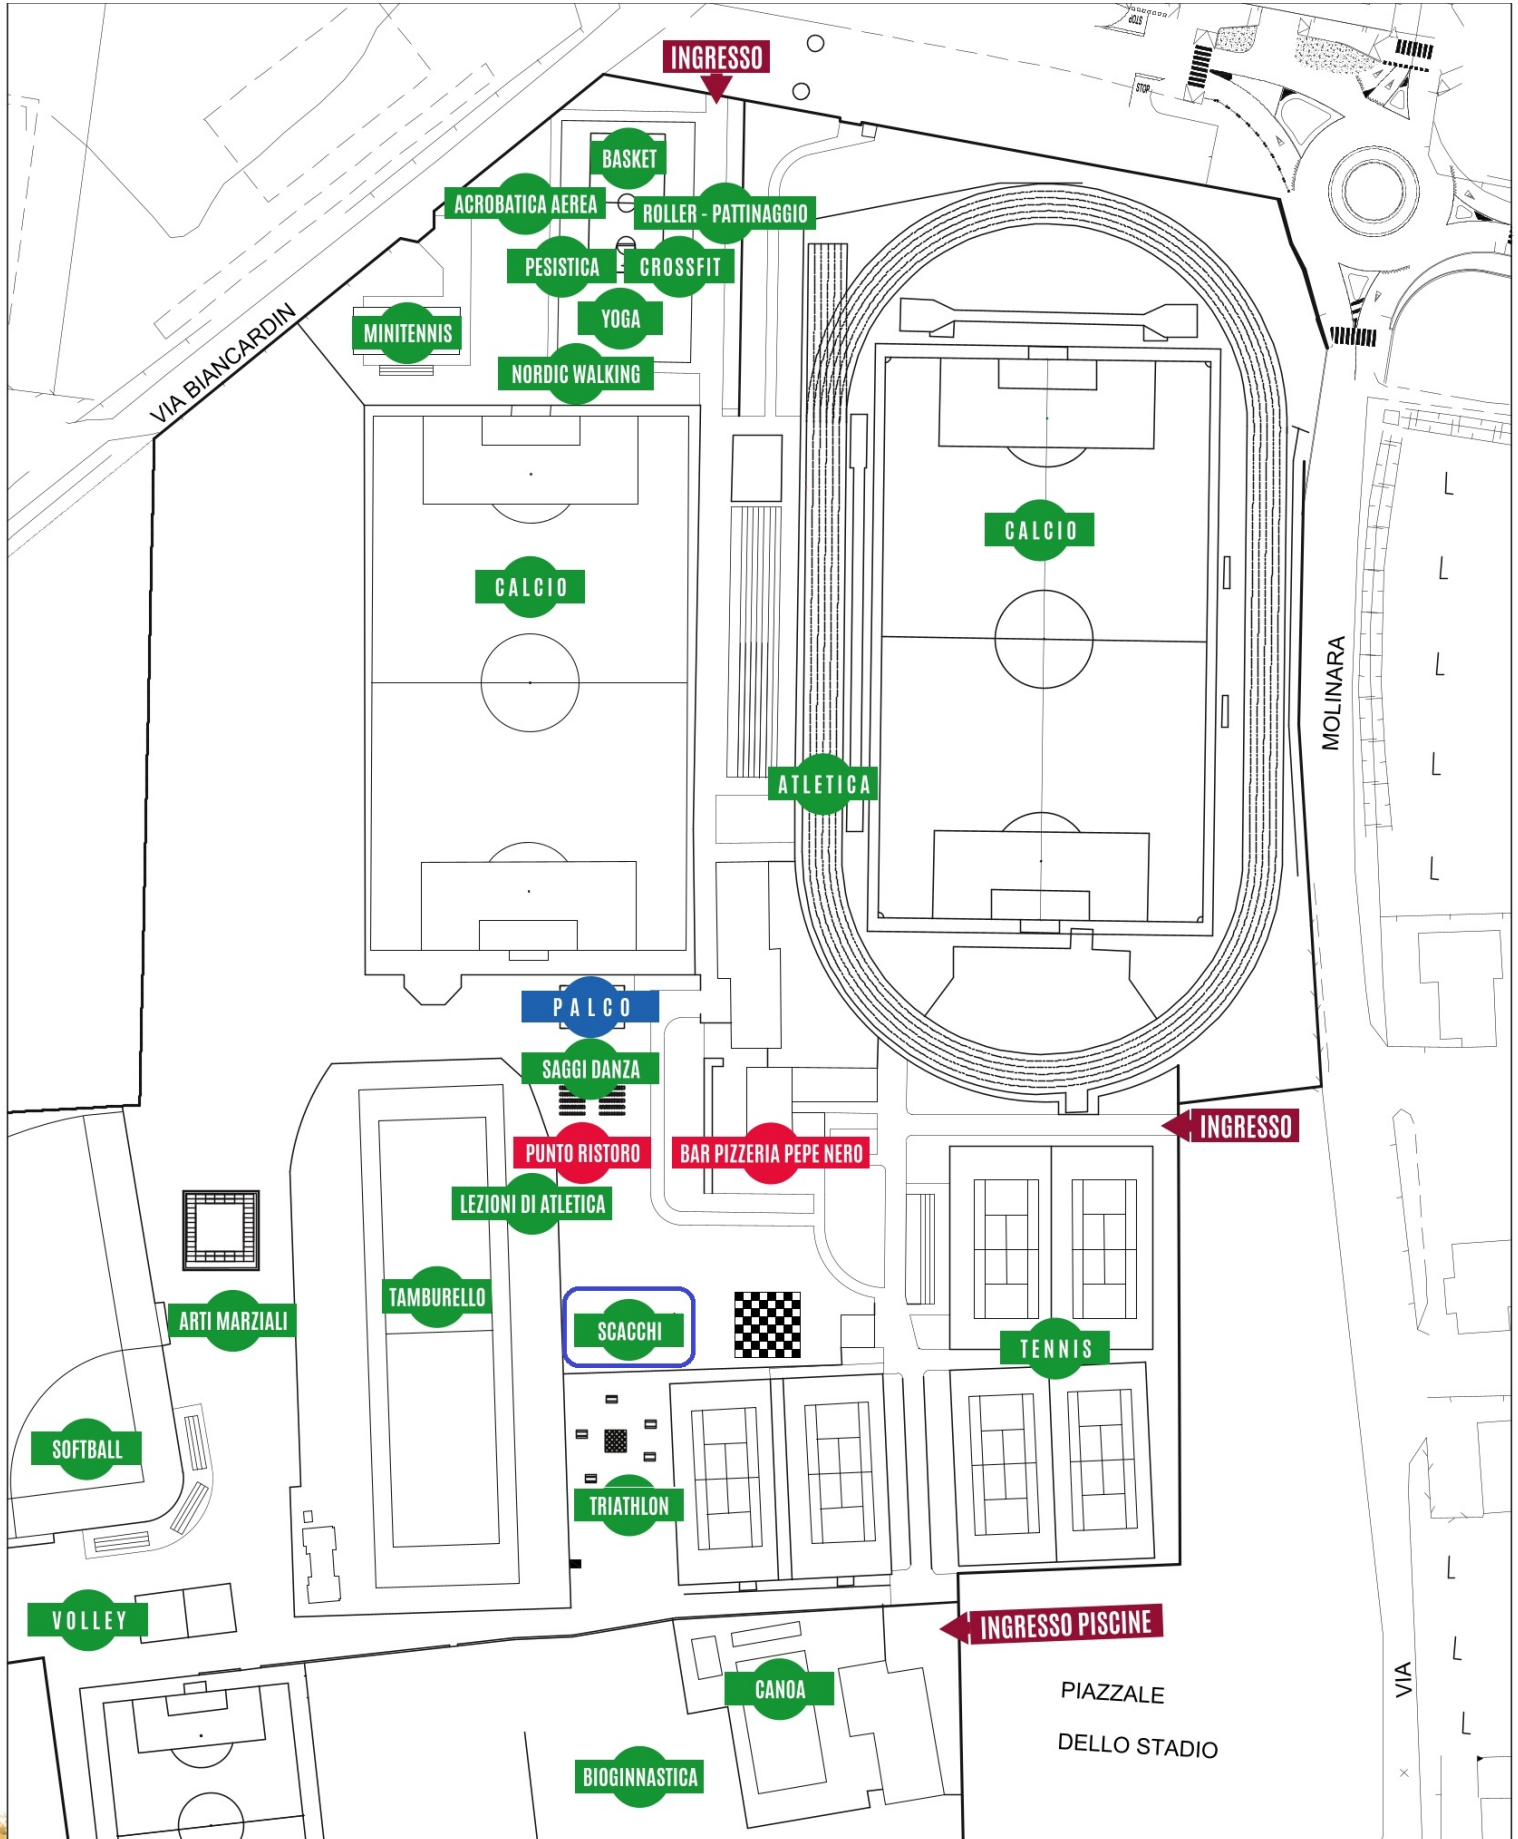 STOP
INGRESSO
STOP
BASKET
ACROBATICA AEREA
ROLLER - PATTINAGGIO
PESISTICA
CROSSFIT
YOGA
MINITENNIS
NORDIC WALKING
VIA BIANCARDIN
CALCIO
CALCIO
MOLINARA
ATLETICA
PALCO
SAGGI DANZA
INGRESSO
PUNTO RISTORO
BAR PIZZERIA PEPE NERO
LEZIONI DI ATLETICA
TAMBURELLO
ARTI MARZIALI
SCACCHI
TENNIS
SOFTBALL
TRIATHLON
VOLLEY
INGRESSO PISCINE
CANOA
PIAZZALE
DELLO STADIO
VIA
BIOGINNASTICA